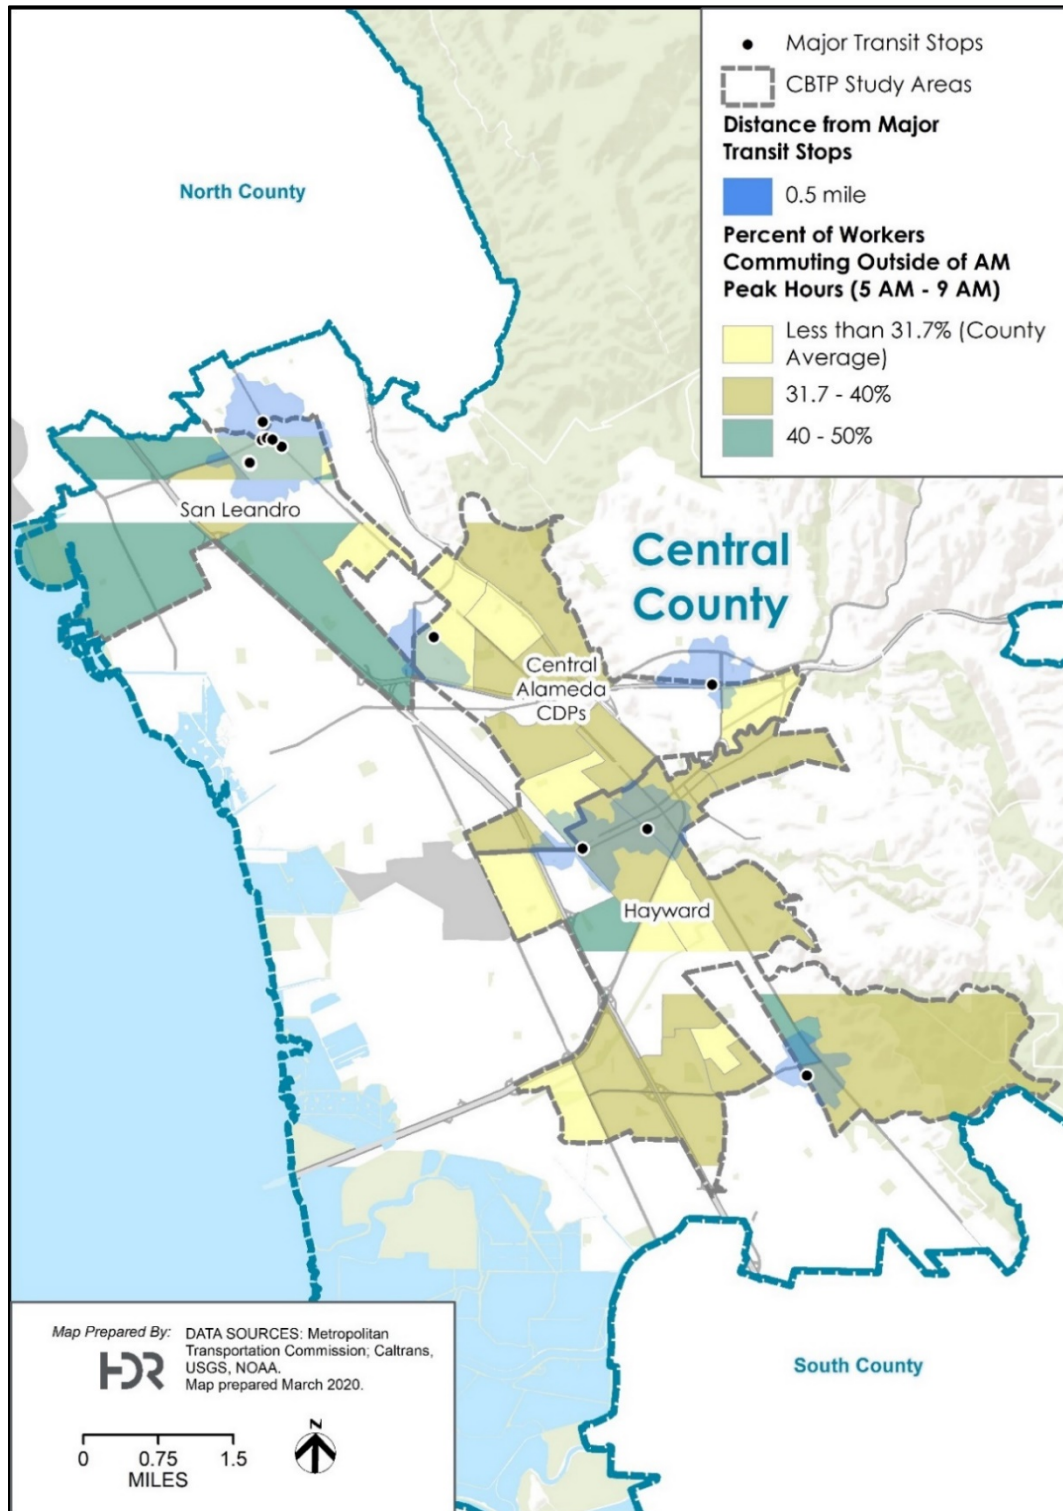 Major Transit Stops
CBTP Study Areas
Distance from Major
Transit Stops
0.5 mile
Percent of Workers
Commuting Outside of AM
Peak Hours (5 AM - 9 AM)
Less than 31.7% (County
Average)
31.7 - 40%
40 - 50%
North County
San Leandro
Central
County
Central
Alameda
CDPs
Hayward
South County
Map Prepared By:
HDR
DATA SOURCES: Metropolitan
Transportation Commission; Caltrans,
USGS, NOAA.
Map prepared March 2020.
0 0.75 1.5
MILES
N